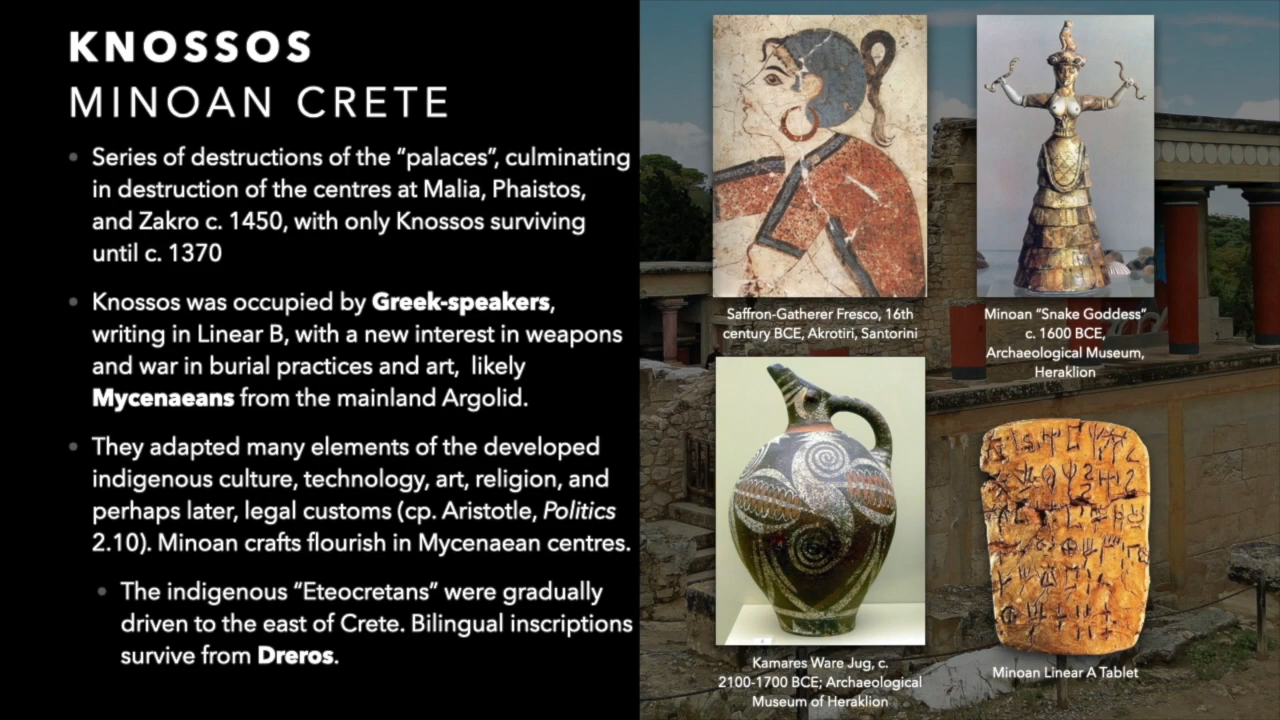 KNOSSOS
MINOAN CRETE
Series of destructions of the “palaces”, culminating
in destruction of the centres at Malia, Phaistos,
and Zakro c. 1450, with only Knossos surviving
until c. 1370
Knossos was occupied by Greek-speakers,
writing in Linear B, with a new interest in weapons
and war in burial practices and art, likely
Mycenaeans from the mainland Argolid.
They adapted many elements of the developed
indigenous culture, technology, art, religion, and
perhaps later, legal customs (cp. Aristotle, Politics
2.10). Minoan crafts flourish in Mycenaean centres.
The indigenous “Eteocretans” were gradually
driven to the east of Crete. Bilingual inscriptions
survive from Dreros.
Saffron-Gatherer Fresco, 16th
century BCE, Akrotiri, Santorini
Minoan “Snake Goddess”
c. 1600 BCE,
Archaeological Museum,
Heraklion
Kamares Ware Jug, c.
2100-1700 BCE; Archaeological
Museum of Heraklion
Minoan Linear A Tablet